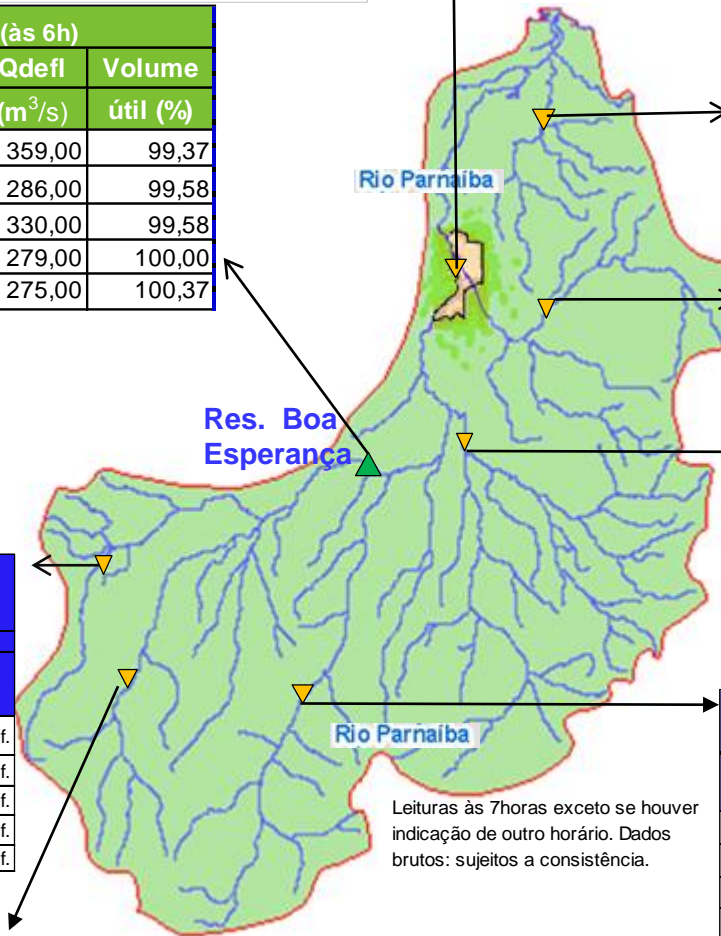 (às 6h)
Qdefl Volume
(m³/s) útil (%)
359,00 99,37
286,00 99,58
330,00 99,58
279,00 100,00
275,00 100,37
Rio Parnaíba
Res. Boa
Esperança
f.
f.
f.
f.
f.
Rio Parnaíba
Leituras às 7horas exceto se houver
indicação de outro horário. Dados
brutos: sujeitos a consistência.